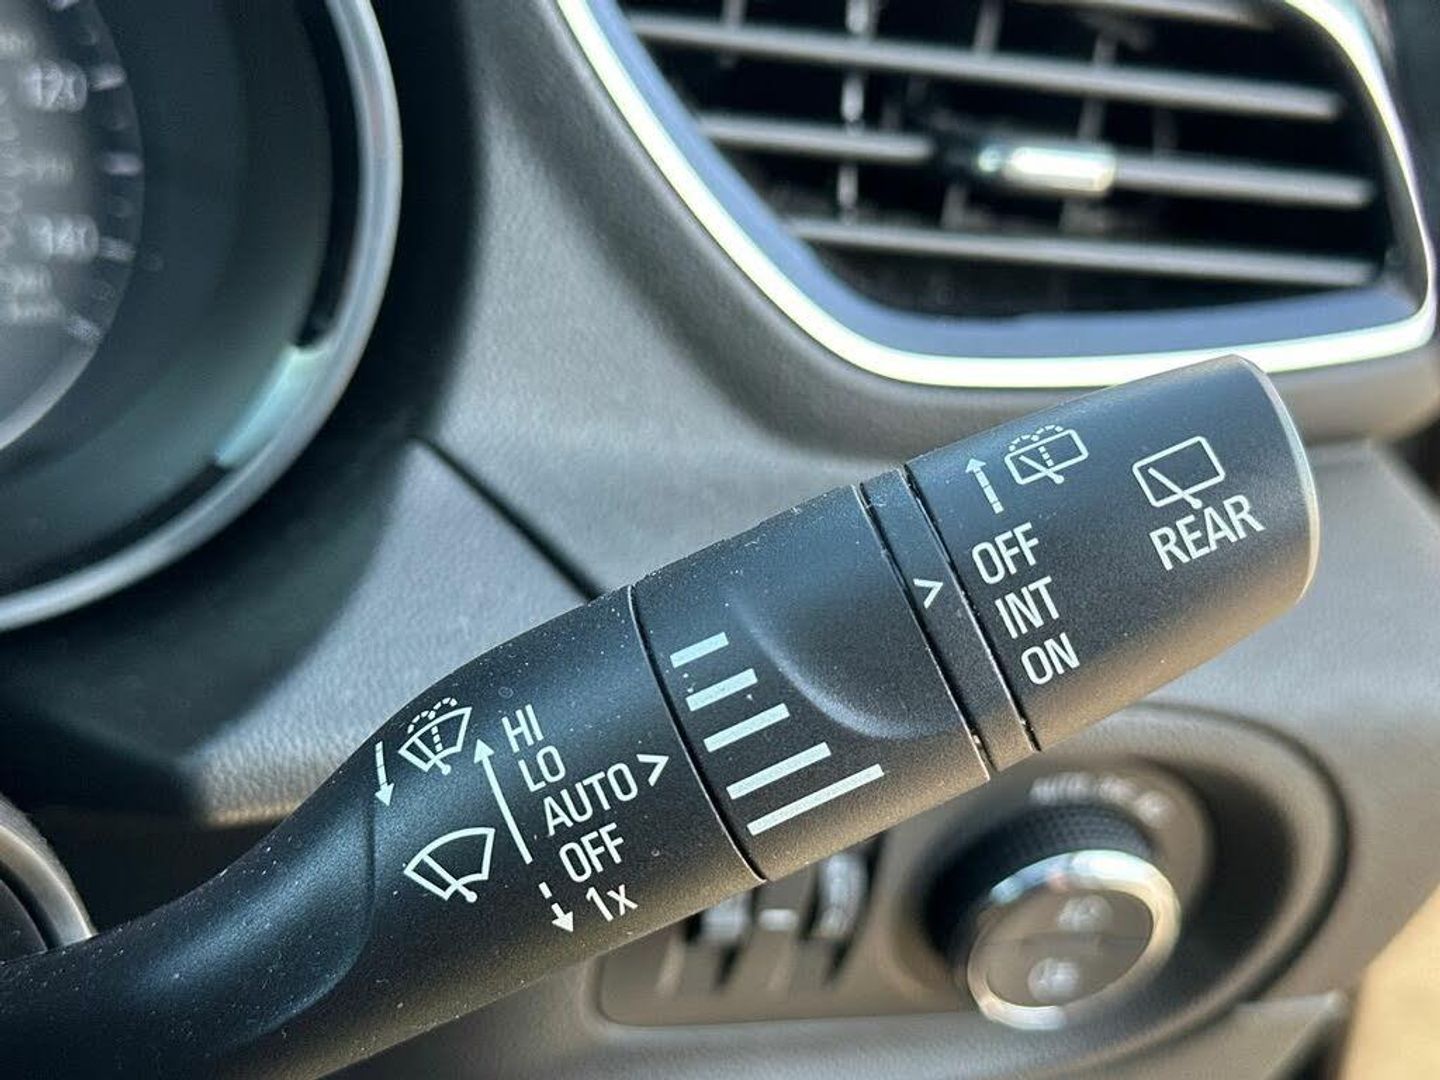 120
140
HI
LO
AUTO >
OFF
1x
>
OFF
INT
ON
REAR